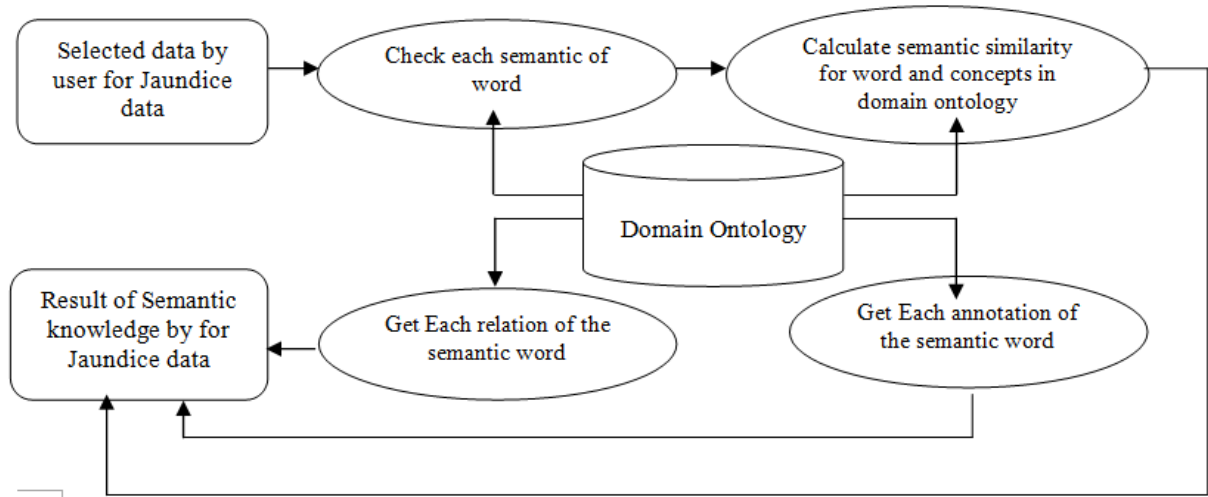 Selected data by
user for Jaundice
data
Check each semantic of
word
Calculate semantic similarity
for word and concepts in
domain ontology
Domain Ontology
Result of Semantic
knowledge by for
Jaundice data
Get Each relation of the
semantic word
Get Each annotation of
the semantic word